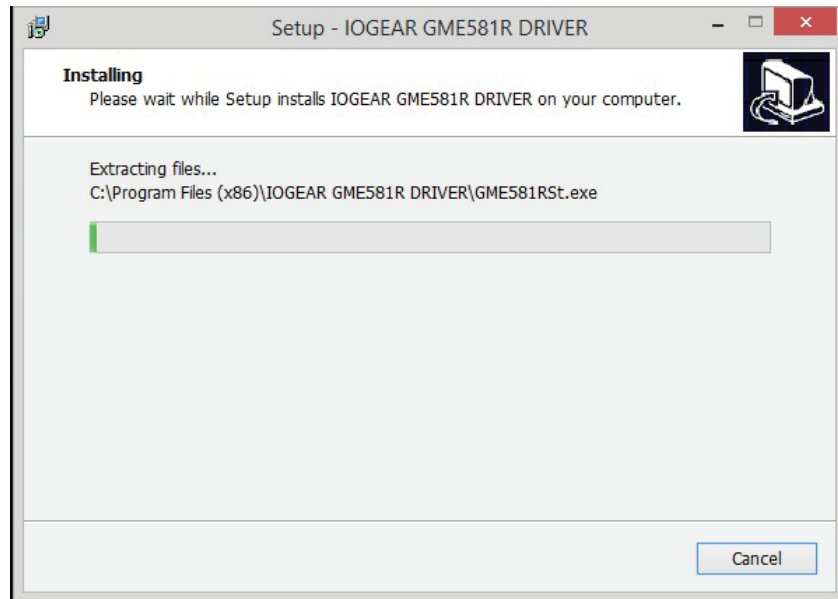 Setup - IOGEAR GME581R DRIVER
Installing
Please wait while Setup installs IOGEAR GME581R DRIVER on your computer.
Extracting files...
C:\Program Files (x86)\IOGEAR GME581R DRIVER\GME581RSt.exe
Cancel